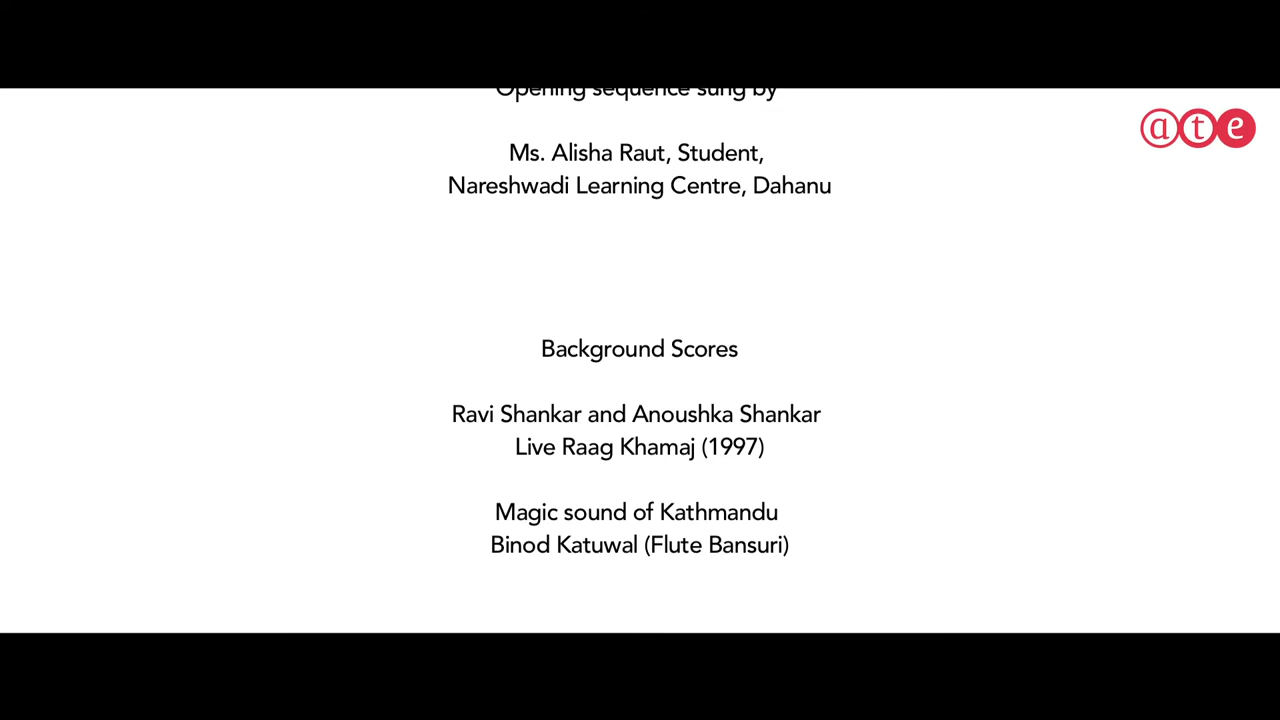 Opening sequence sung by
ate
Ms. Alisha Raut, Student,
Nareshwadi Learning Centre, Dahanu
Background Scores
Ravi Shankar and Anoushka Shankar
Live Raag Khamaj (1997)
Magic sound of Kathmandu
Binod Katuwal (Flute Bansuri)